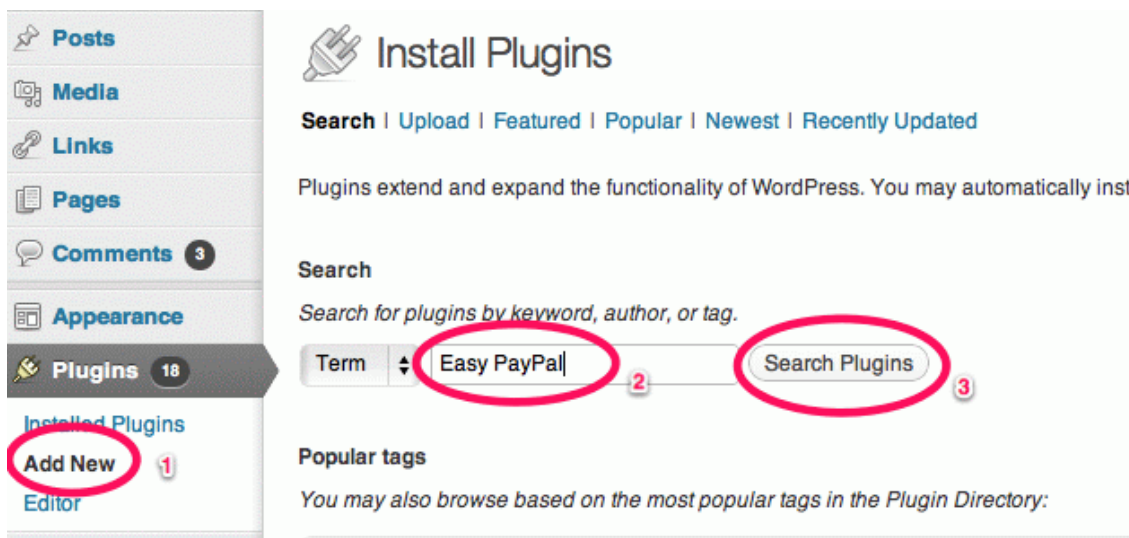 Posts
Media
Links
Pages
Comments 3
Appearance
Plugins 18
Installed Plugins
Add New 1
Editor
Install Plugins
Search | Upload | Featured | Popular | Newest | Recently Updated
Plugins extend and expand the functionality of WordPress. You may automatically inst
Search
Search for plugins by keyword, author, or tag.
Term Easy PayPal 2 Search Plugins 3
Popular tags
You may also browse based on the most popular tags in the Plugin Directory: